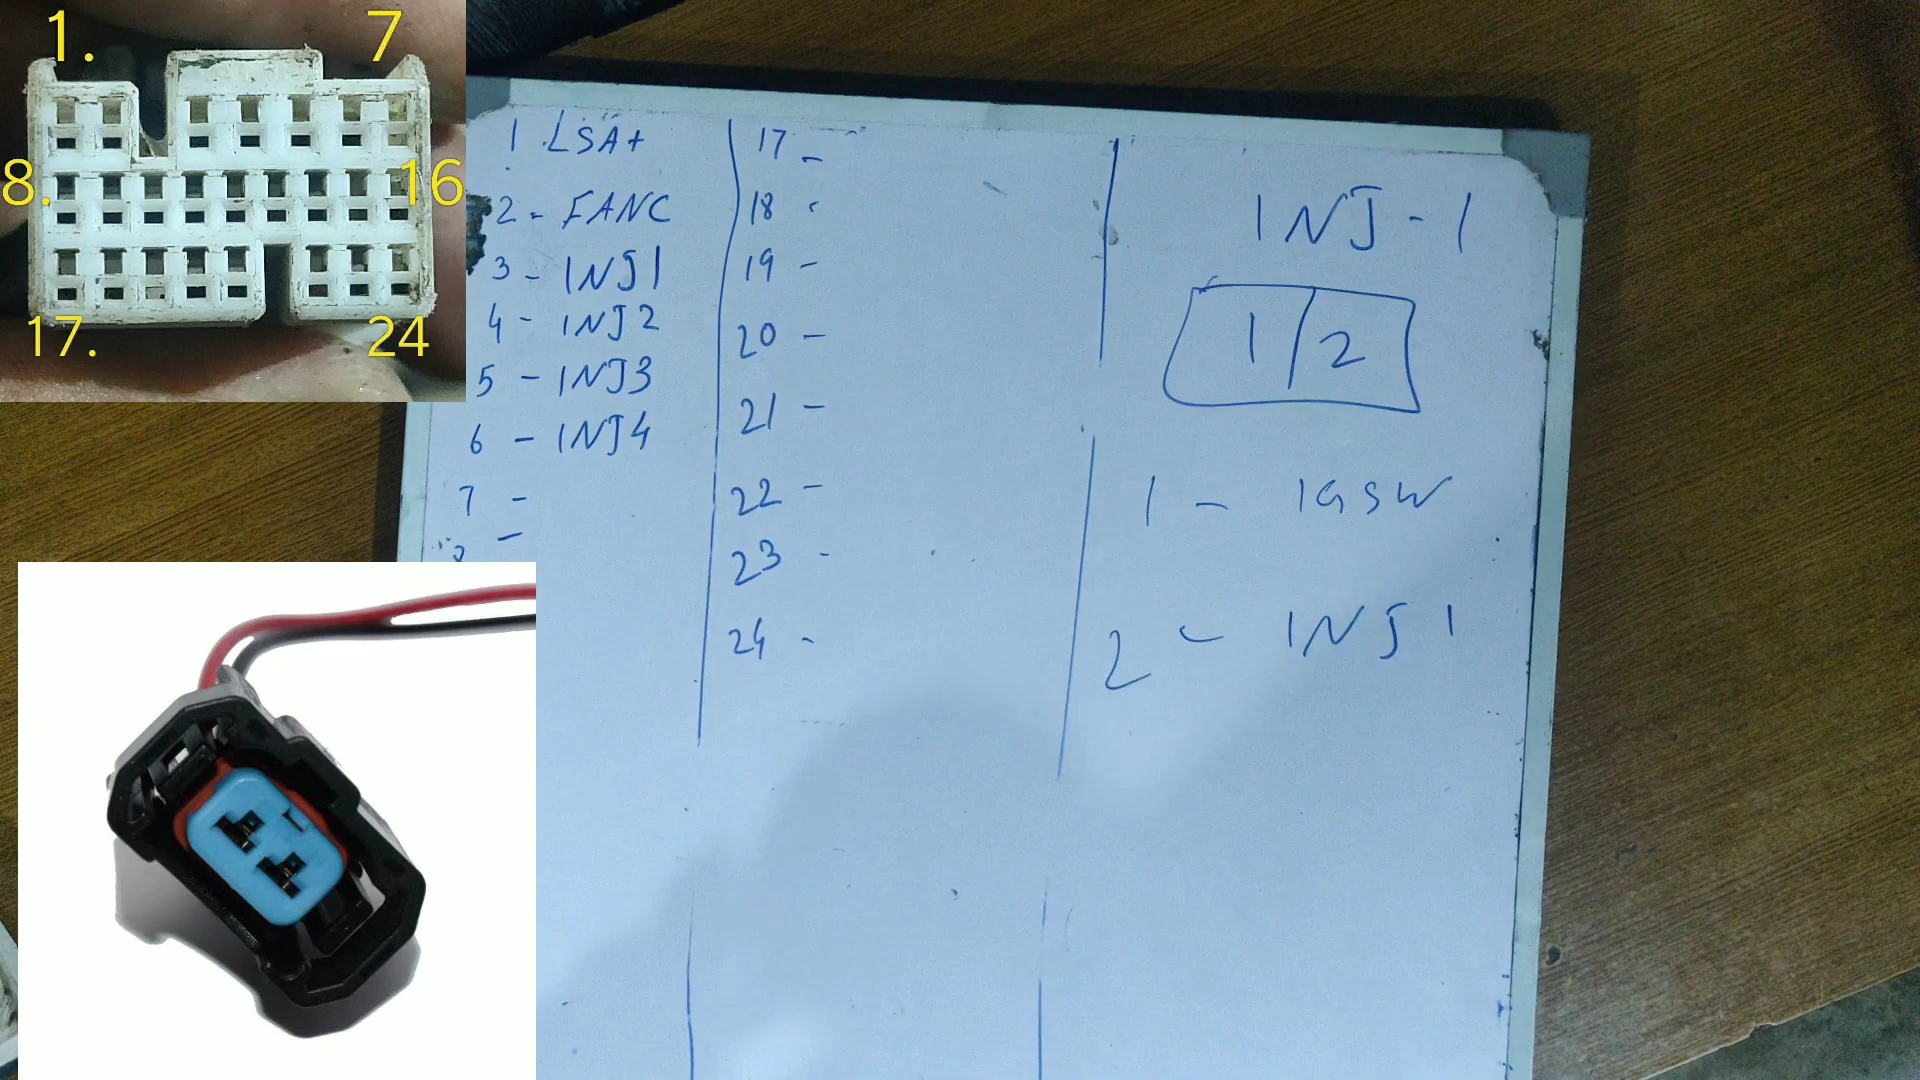 1.
7
8.
16
17.
24
1 LSA+
2 - FANC
3 - INJ1
4 - INJ2
5 - INJ3
6 - INJ4
7 -
17 -
18
19 -
20 -
21 -
22 -
23 -
24 -
INJ-1
1 2
1 - IGSW
2 - INJ1